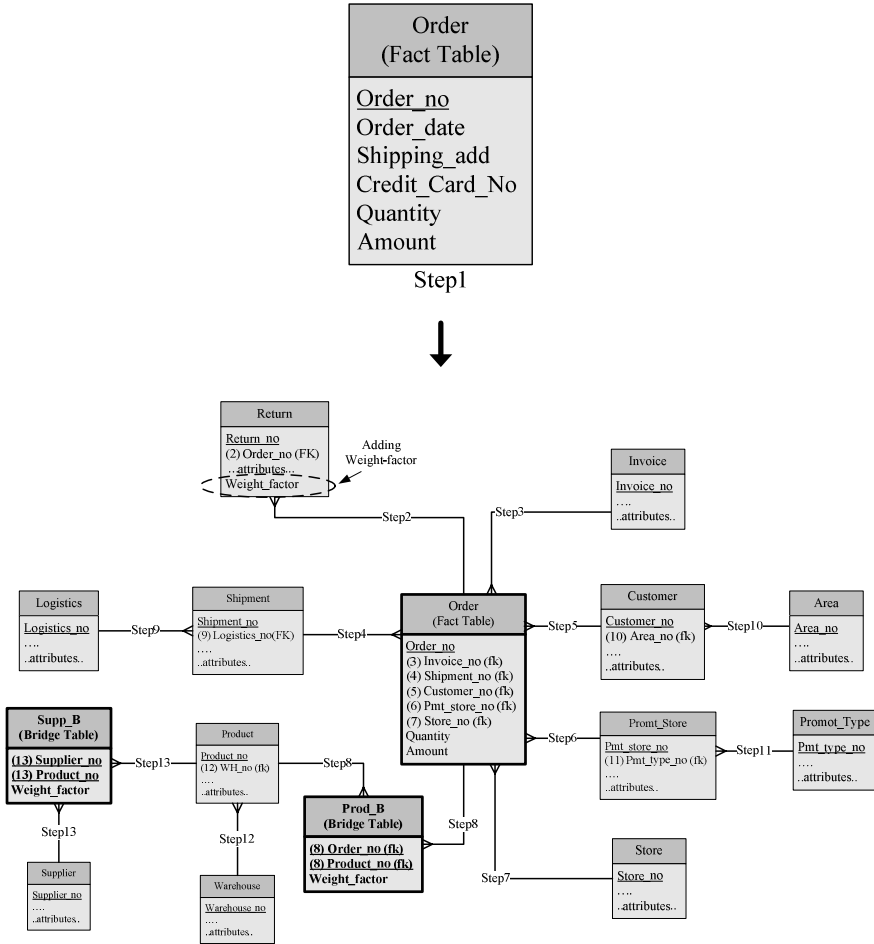 Order
(Fact Table)
Order_no
Order_date
Shipping_add
Credit_Card_No
Quantity
Amount
Step1
Return
Return_no
(2) Order_no (FK)
...attributes...
Weight_factor
Adding
Weight-factor
Invoice
Invoice_no
....
..attributes..
Step2
Step3
Logistics
Logistics_no
....
..attributes..
Step9
Shipment
Shipment_no
(9) Logistics_no(FK)
....
..attributes..
Step4
Order
(Fact Table)
Order_no
(3) Invoice_no (fk)
(4) Shipment_no (fk)
(5) Customer_no (fk)
(6) Pmt_store_no (fk)
(7) Store_no (fk)
Quantity
Amount
Step5
Customer
Customer_no
(10) Area_no (fk)
....
..attributes..
Step10
Area
Area_no
....
..attributes..
Supp_B
(Bridge Table)
(13) Supplier_no
(13) Product_no
Weight_factor
Step13
Product
Product_no
(12) WH_no (fk)
....
..attributes..
Step8
Step6
Promt_Store
Pmt_store_no
(11) Pmt_type_no (fk)
....
..attributes..
Step11
Promot_Type
Pmt_type_no
....
..attributes..
Step13
Step12
Prod_B
(Bridge Table)
(8) Order_no (fk)
(8) Product_no (fk)
Weight_factor
Step8
Step7
Store
Store_no
....
..attributes..
Supplier
Supplier_no
....
..attributes..
Warehouse
Warehouse_no
....
..attributes..